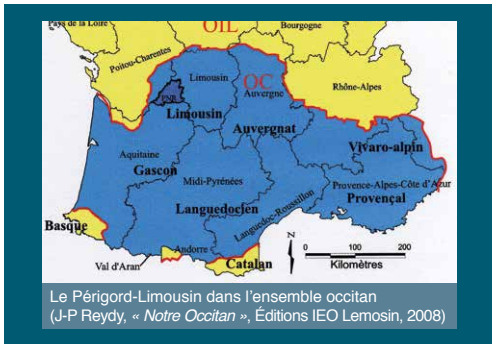 Pays de la Loire
OIL
Bourgogne
Poitou-Charentes
Limousin
OC
Auvergne
Rhône-Alpes
PNR
Limousin
Auvergnat
Aquitaine
Vivaro-alpin
Gascon
Midi-Pyrénées
Provence-Alpes-Côte d'Azur
Provençal
Languedocien
Languedoc-Roussillon
Basque
Andorre
Val d'Aran
Catalan
N
0 100 200
Kilomètres
Le Périgord-Limousin dans l'ensemble occitan
(J-P Reydy, « Notre Occitan », Éditions IEO Lemosin, 2008)